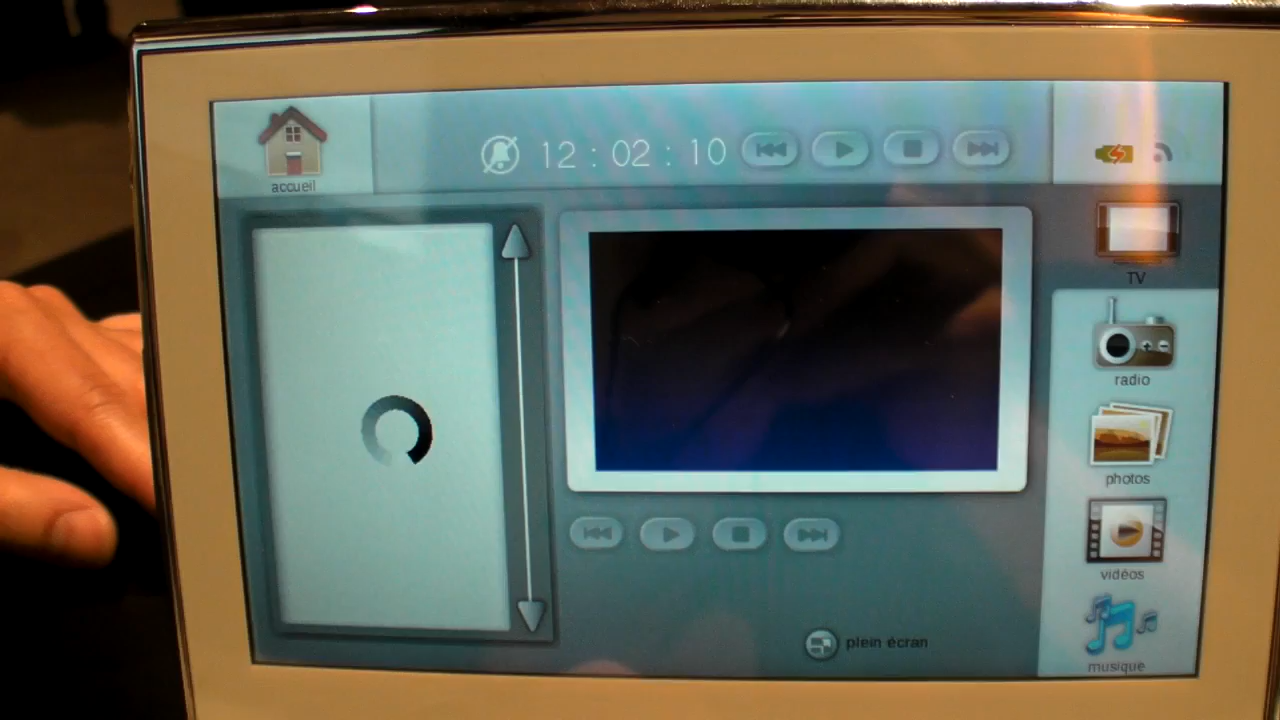 accueil
12 : 02 : 10
TV
radio
photos
vidéos
musique
plein écran